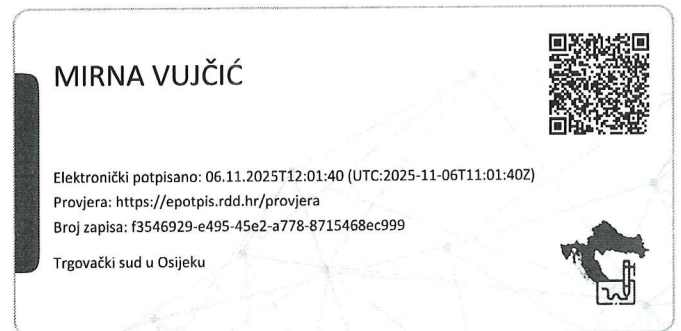 MIRNA VUJČIĆ
Elektronički potpisano: 06.11.2025T12:01:40 (UTC:2025-11-06T11:01:40Z)
Provjera: https://epotpis.rdd.hr/provjera
Broj zapisa: f3546929-e495-45e2-a778-8715468ec999
Trgovački sud u Osijeku